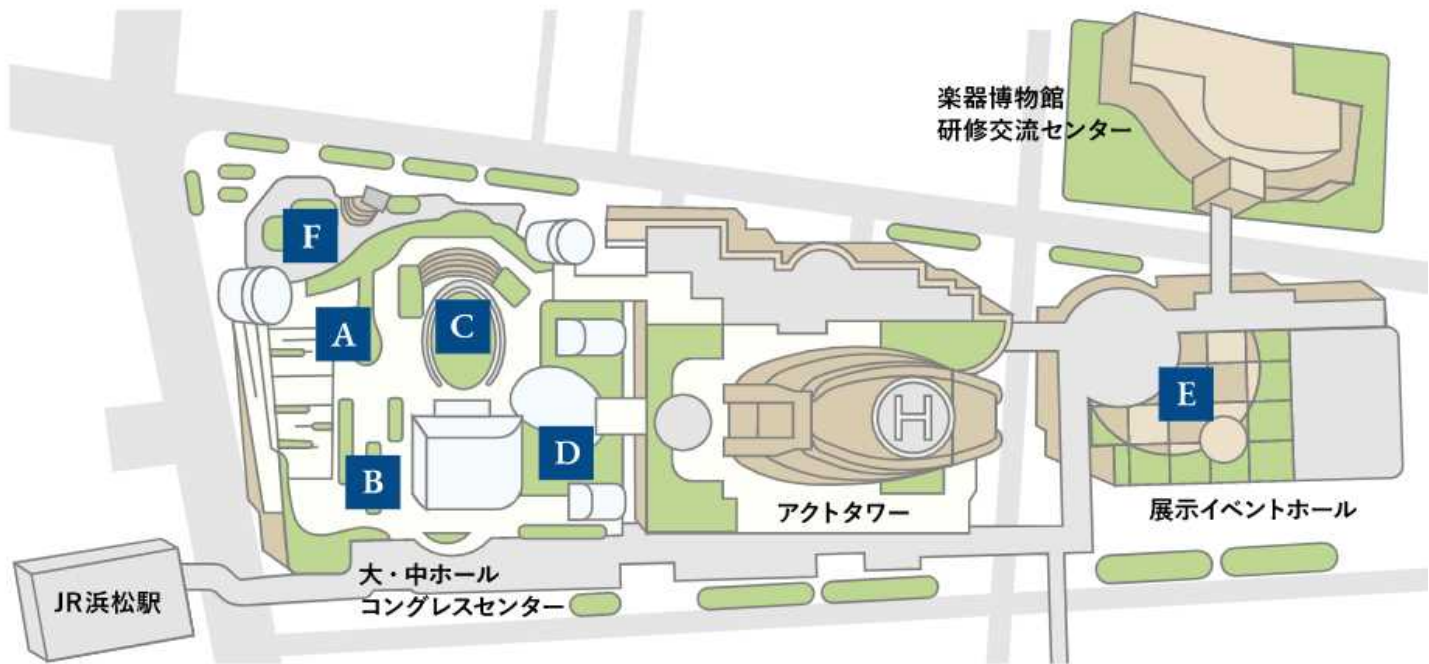 楽器博物館
研修交流センター
F
A
C
E
D
B
H
アクトタワー
展示イベントホール
大・中ホール
コングレスセンター
JR浜松駅